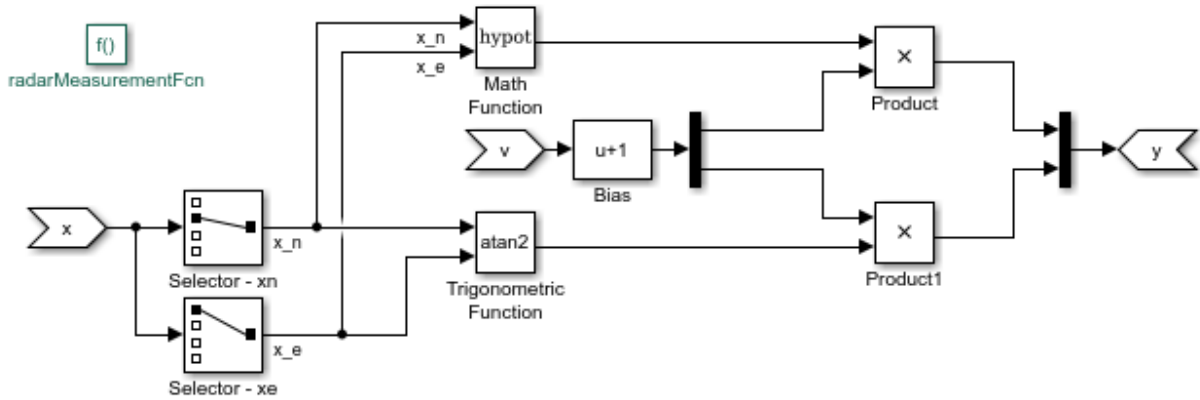 f()
radarMeasurementFcn
x_n
x_e
hypot
Math
Function
×
Product
v
u+1
Bias
y
x
x_n
Selector - xn
atan2
Trigonometric
Function
×
Product1
x_e
Selector - xe